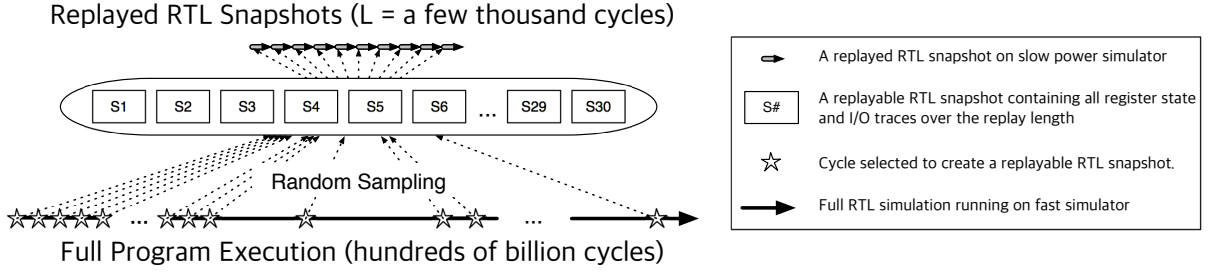 Replayed RTL Snapshots (L = a few thousand cycles)
S1 S2 S3 S4 S5 S6 ... S29 S30
Random Sampling
... ...
Full Program Execution (hundreds of billion cycles)
A replayed RTL snapshot on slow power simulator
S#
A replayable RTL snapshot containing all register state
and I/O traces over the replay length
Cycle selected to create a replayable RTL snapshot.
Full RTL simulation running on fast simulator